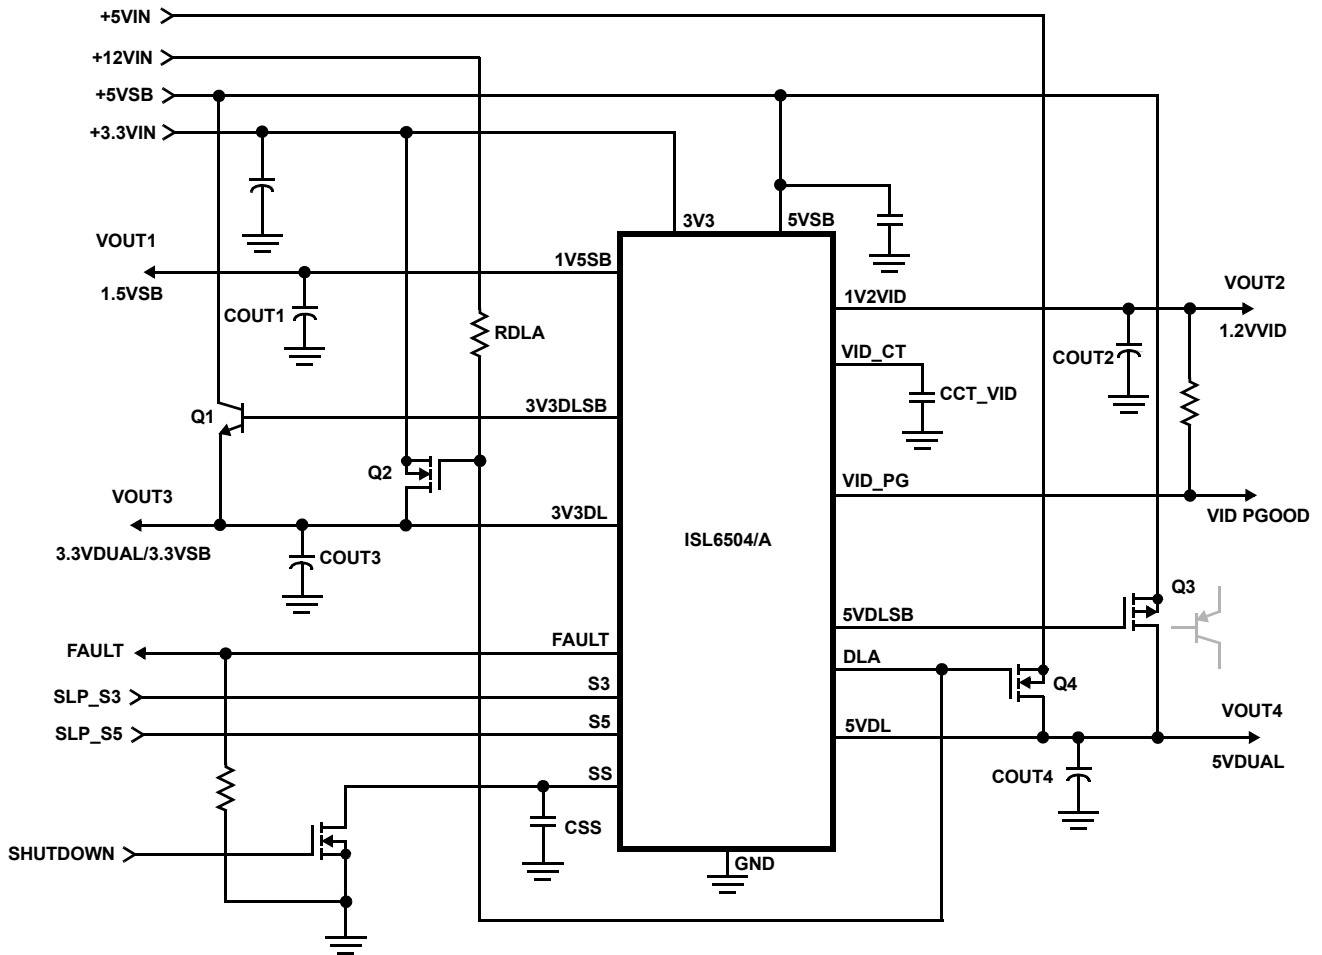 +5VIN
+12VIN
+5VSB
+3.3VIN
3V3
5VSB
VOUT1
1V5SB
1.5VSB
COUT1
RDLA
1V2VID
VOUT2
1.2VVID
COUT2
VID_CT
CCT_VID
Q1
3V3DLSB
Q2
VID_PG
VID PGOOD
VOUT3
3V3DL
3.3VDUAL/3.3VSB
COUT3
ISL6504/A
Q3
5VDLSB
FAULT
FAULT
DLA
Q4
SLP_S3
S3
SLP_S5
S5
5VDL
VOUT4
5VDUAL
COUT4
SS
CSS
SHUTDOWN
GND